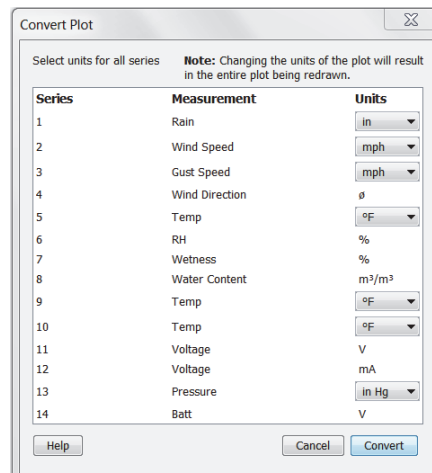 Convert Plot
Select units for all series
Note: Changing the units of the plot will result
in the entire plot being redrawn.
Series Measurement Units
1 Rain in
2 Wind Speed mph
3 Gust Speed mph
4 Wind Direction ø
5 Temp ºF
6 RH %
7 Wetness %
8 Water Content m³/m³
9 Temp ºF
10 Temp ºF
11 Voltage V
12 Voltage mA
13 Pressure in Hg
14 Batt V
Help Cancel Convert